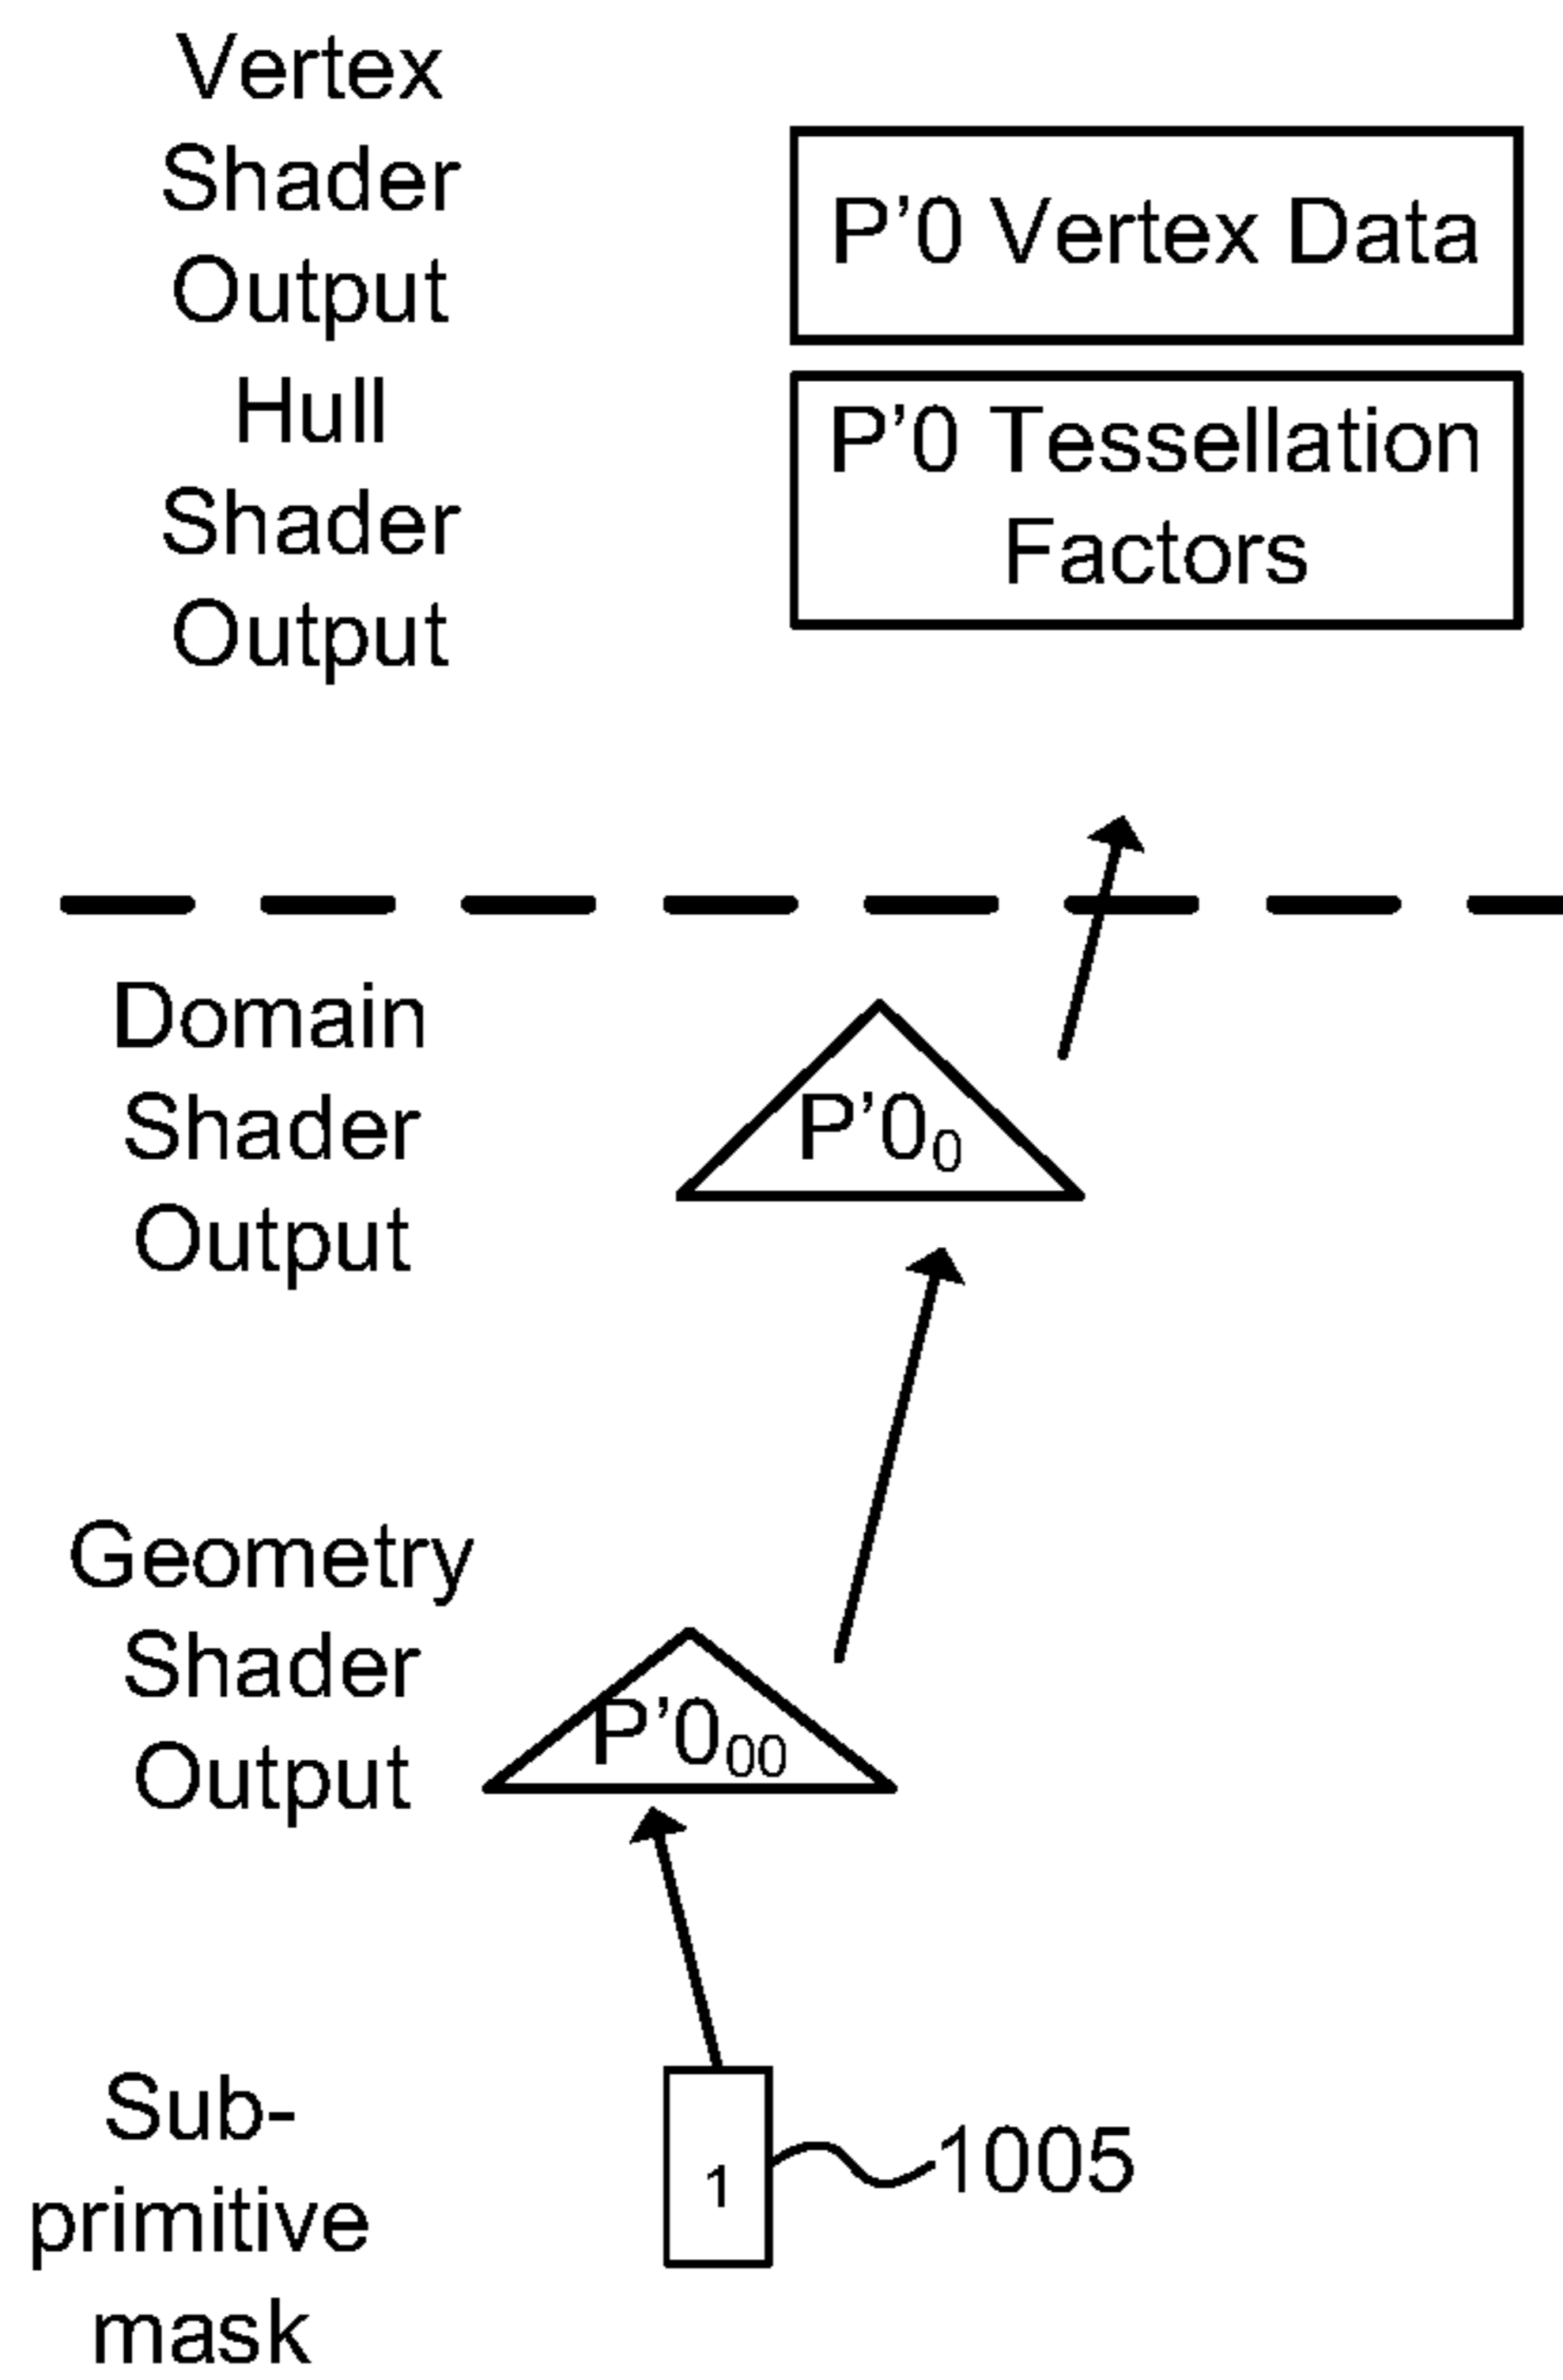 Vertex
Shader
Output
P'0 Vertex Data
Hull
Shader
Output
P'0 Tessellation
Factors
Domain
Shader
Output
P'0₀
Geometry
Shader
Output
P'0₀₀
Sub-
primitive
mask
1
1005